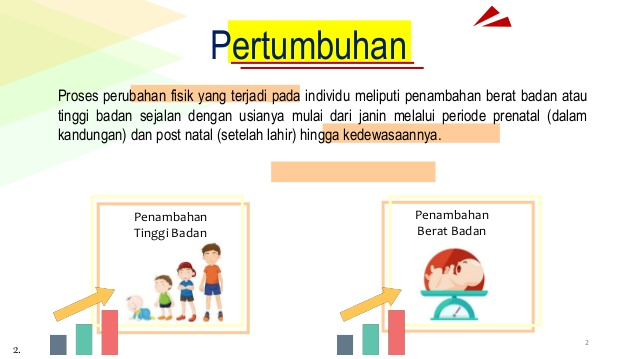 Pertumbuhan
Proses perubahan fisik yang terjadi pada individu meliputi penambahan berat badan atau
tinggi badan sejalan dengan usianya mulai dari janin melalui periode prenatal (dalam
kandungan) dan post natal (setelah lahir) hingga kedewasaannya.
Penambahan
Tinggi Badan
Penambahan
Berat Badan
2
2.